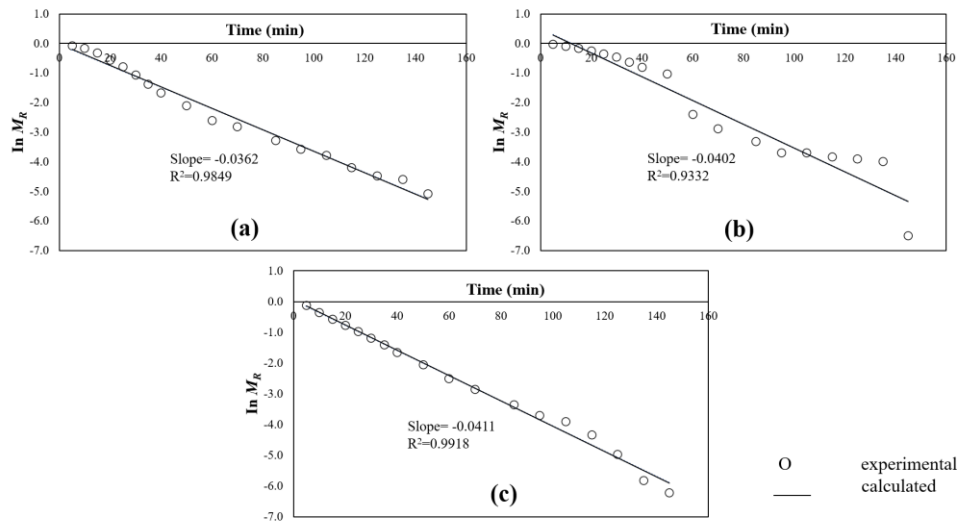 Time (min)
1.0
0.0
0 20 40 60 80 100 120 140 160
-1.0
-2.0
-3.0
-4.0
-5.0
-6.0
-7.0
ln M_R
Slope= -0.0362
R²=0.9849
(a)
Time (min)
1.0
0.0
0 20 40 60 80 100 120 140 160
-1.0
-2.0
-3.0
-4.0
-5.0
-6.0
-7.0
ln M_R
Slope= -0.0402
R²=0.9332
(b)
Time (min)
1.0
0.0
0 20 40 60 80 100 120 140 160
-1.0
-2.0
-3.0
-4.0
-5.0
-6.0
-7.0
ln M_R
Slope= -0.0411
R²=0.9918
(c)
experimental
calculated